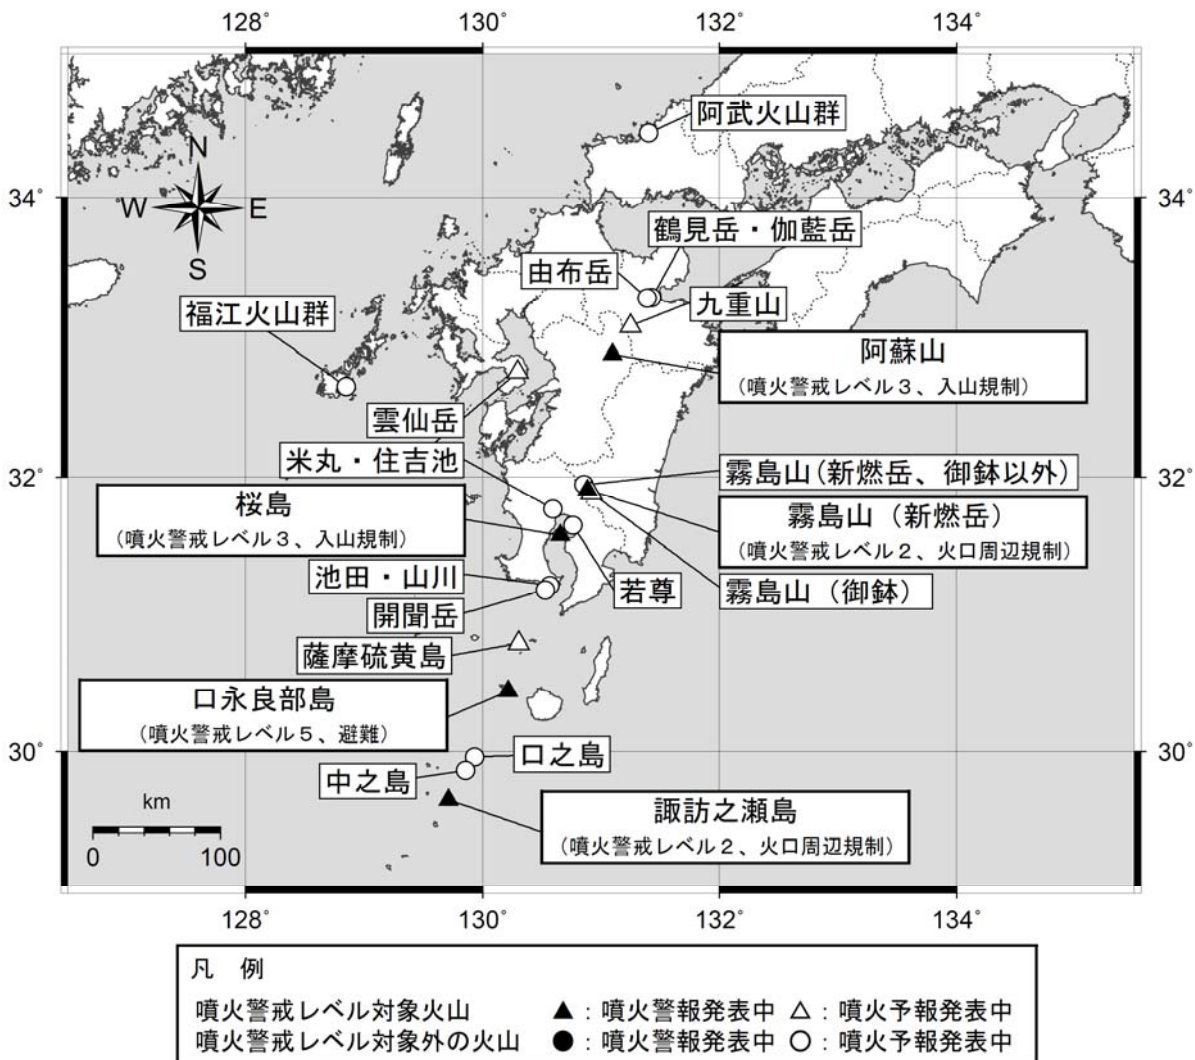 128° 130° 132° 134°
阿武火山群
N
34° 34°
W E
鶴見岳・伽藍岳
S
由布岳
九重山
福江火山群
阿蘇山
(噴火警戒レベル３、入山規制)
雲仙岳
米丸・住吉池
32° 32°
霧島山(新燃岳、御鉢以外)
桜島
(噴火警戒レベル３、入山規制)
霧島山（新燃岳）
(噴火警戒レベル２、火口周辺規制)
池田・山川
若尊
霧島山（御鉢）
開聞岳
薩摩硫黄島
口永良部島
(噴火警戒レベル５、避難)
30° 30°
口之島
中之島
km
0 100
諏訪之瀬島
(噴火警戒レベル２、火口周辺規制)
128° 130° 132° 134°
凡 例
噴火警戒レベル対象火山 ▲：噴火警報発表中 △：噴火予報発表中
噴火警戒レベル対象外の火山 ●：噴火警報発表中 ○：噴火予報発表中